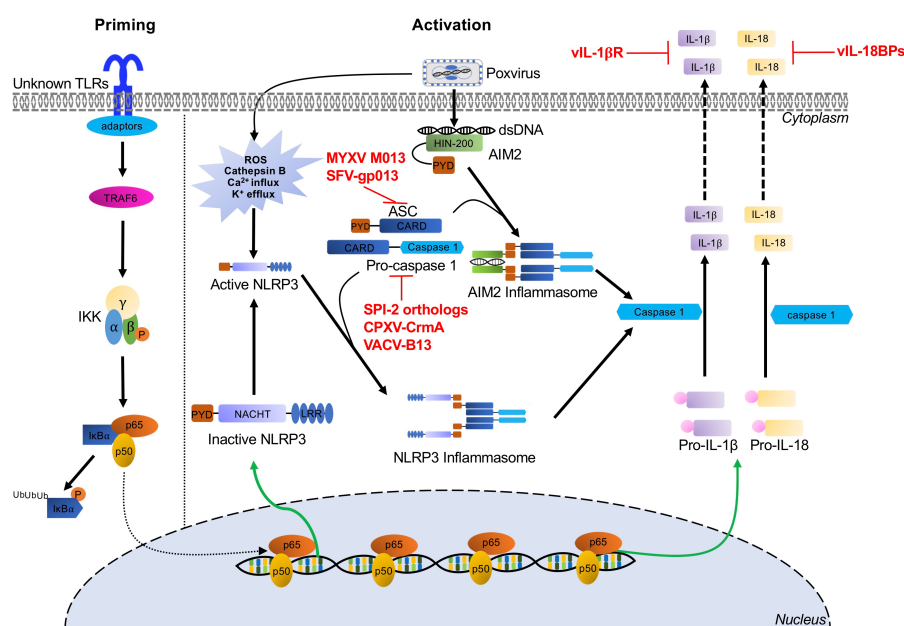 Priming
Activation
Unknown TLRs
adaptors
TRAF6
IKK
γ
α
β
P
IκBα
p65
p50
UbUbUb
P
IκBα
Poxvirus
dsDNA
HIN-200
AIM2
PYD
ROS
Cathepsin B
Ca2+ influx
K+ efflux
MYXV M013
SFV-gp013
ASC
PYD
CARD
CARD
Caspase 1
Pro-caspase 1
SPI-2 orthologs
CPXV-CrmA
VACV-B13
Active NLRP3
PYD
NACHT
LRR
Inactive NLRP3
AIM2 Inflammasome
NLRP3 Inflammasome
Caspase 1
caspase 1
vIL-1βR
IL-1β
IL-1β
IL-18
IL-18
vIL-18BPs
Cytoplasm
IL-1β
IL-1β
IL-18
IL-18
Pro-IL-1β
Pro-IL-18
p65
p50
p65
p50
p65
p50
p65
p50
Nucleus